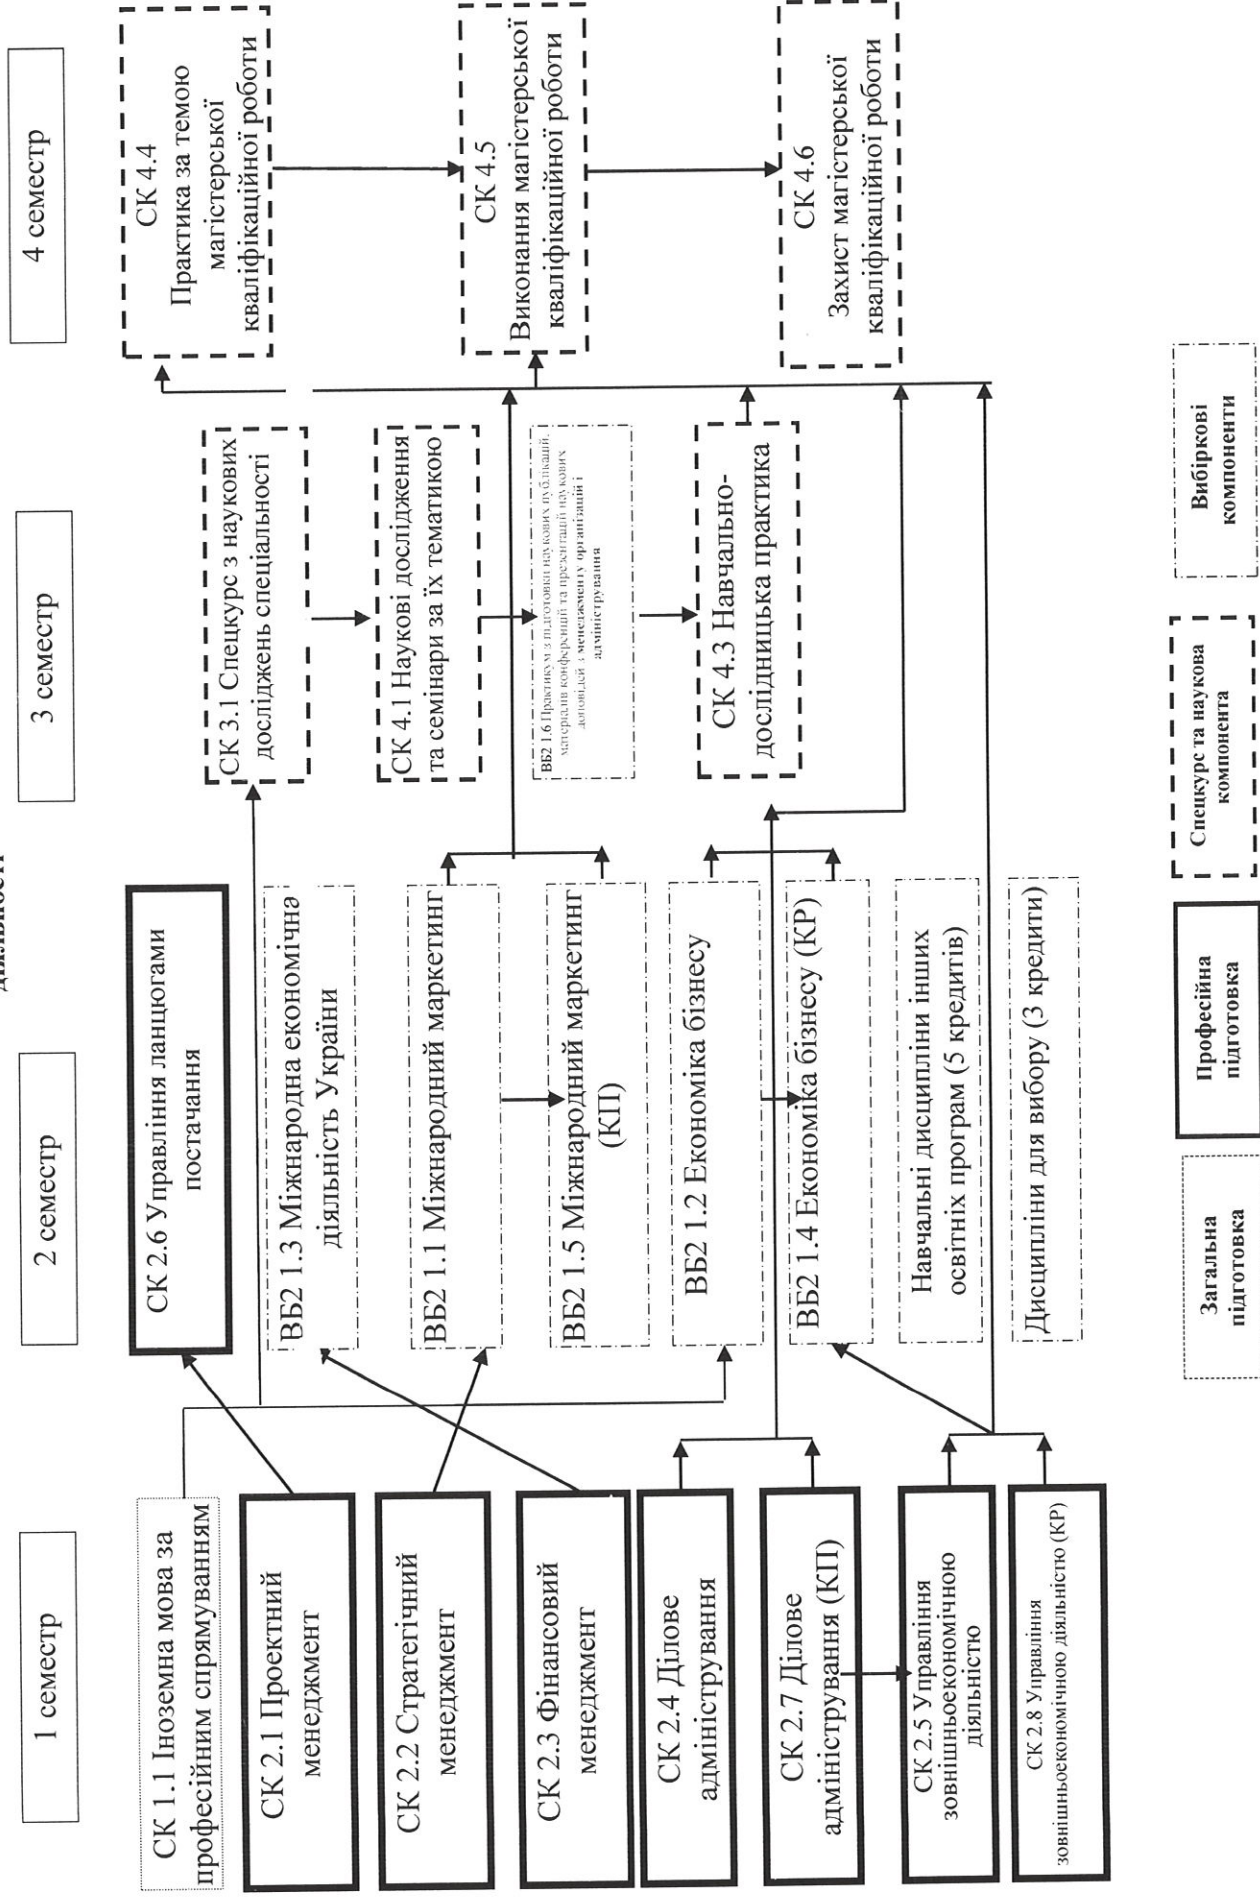 діяльності
1 семестр
СК 1.1 Іноземна мова за
професійним спрямуванням
СК 2.1 Проектний
менеджмент
СК 2.2 Стратегічний
менеджмент
СК 2.3 Фінансовий
менеджмент
СК 2.4 Ділове
адміністрування
СК 2.7 Ділове
адміністрування (КП)
СК 2.5 Управління
зовнішньоекономічною
діяльністю
СК 2.8 Управління
зовнішньоекономічною діяльністю (КР)
2 семестр
СК 2.6 Управління ланцюгами
постачання
ВБ2 1.3 Міжнародна економічна
діяльність України
ВБ2 1.1 Міжнародний маркетинг
ВБ2 1.5 Міжнародний маркетинг
(КП)
ВБ2 1.2 Економіка бізнесу
ВБ2 1.4 Економіка бізнесу (КР)
Навчальні дисципліни інших
освітніх програм (5 кредитів)
Дисципліни для вибору (3 кредити)
3 семестр
СК 3.1 Спецкурс з наукових
досліджень спеціальності
СК 4.1 Наукові дослідження
та семінари за їх тематикою
ВБ2 1.6 Практикум з підготовки наукових публікацій,
матеріалів конференцій та презентацій наукових
доповідей з менеджменту організацій і
адміністрування
СК 4.3 Навчально-
дослідницька практика
4 семестр
СК 4.4
Практика за темою
магістерської
кваліфікаційної роботи
СК 4.5
Виконання магістерської
кваліфікаційної роботи
СК 4.6
Захист магістерської
кваліфікаційної роботи
Загальна
підготовка
Професійна
підготовка
Спецкурс та наукова
компонента
Вибіркові
компоненти